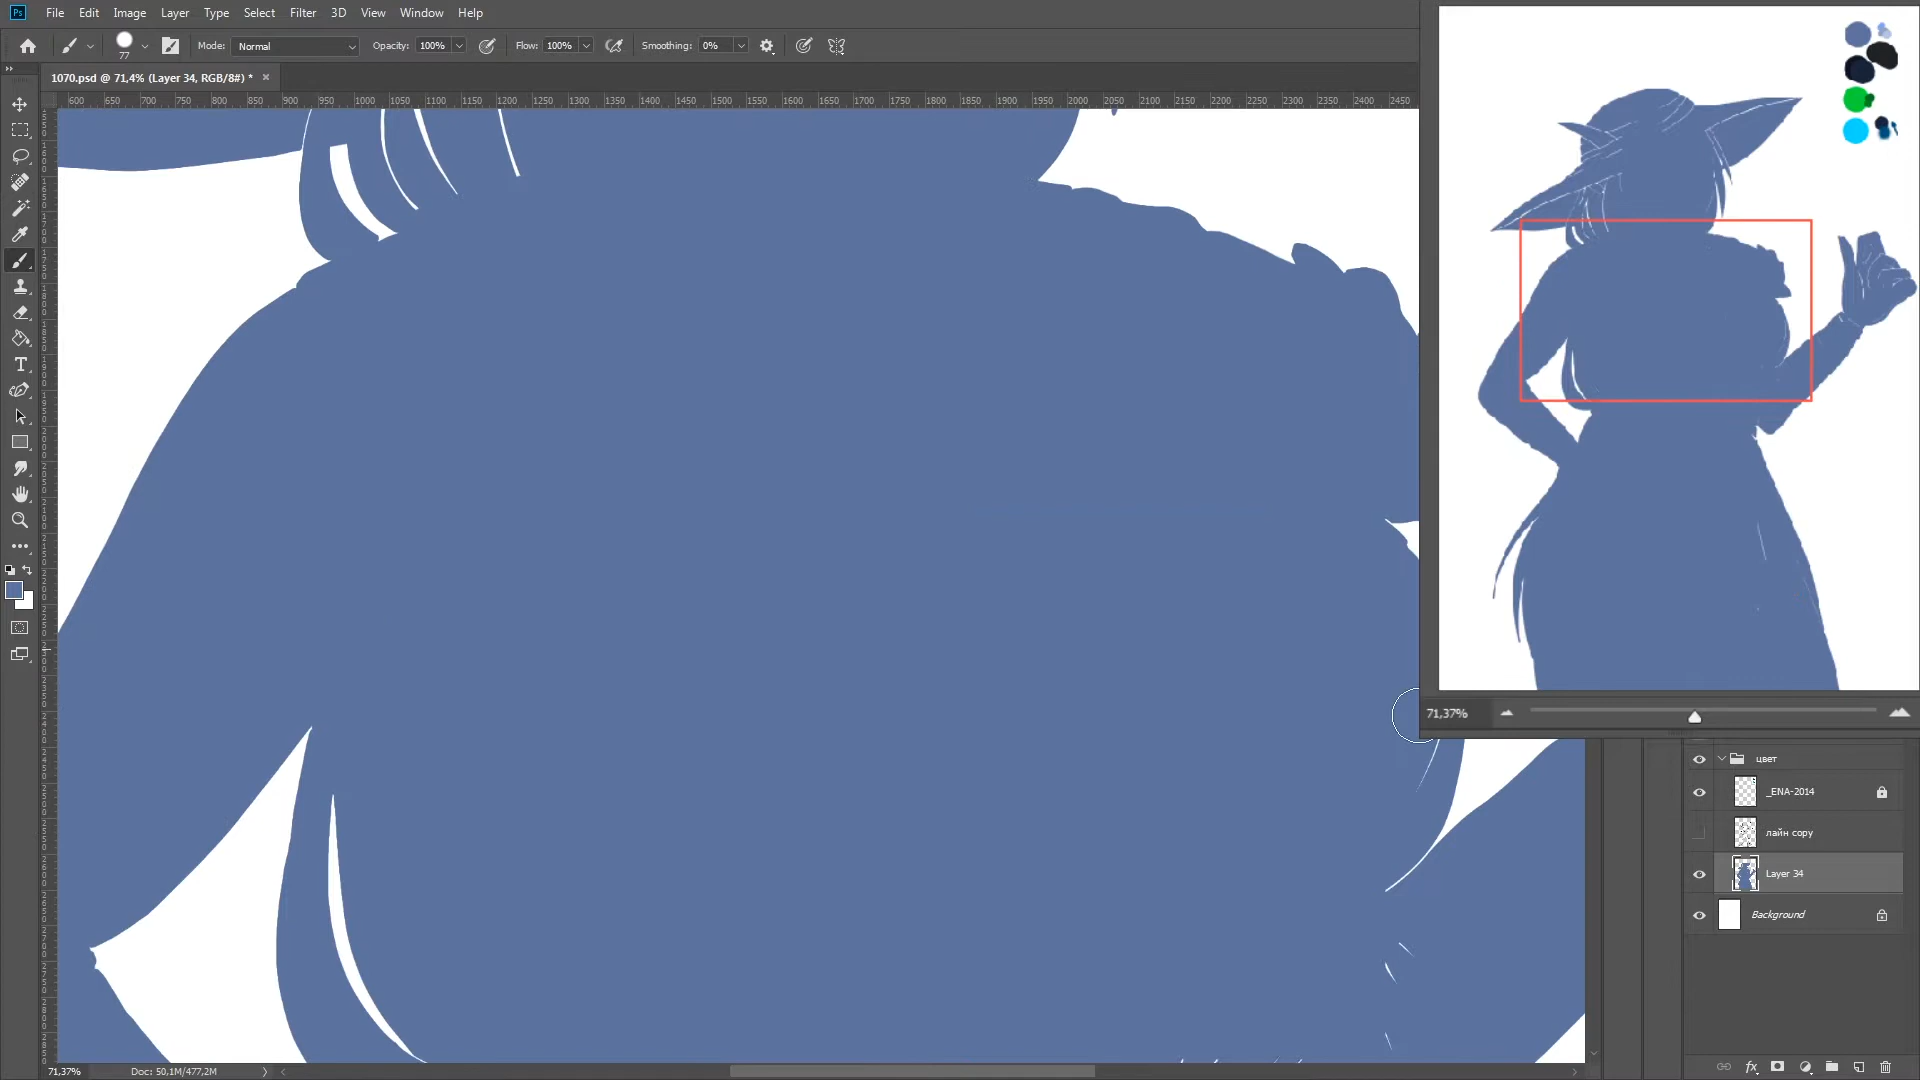 Ps File Edit Image Layer Type Select Filter 3D View Window Help
77 Mode: Normal Opacity: 100% Flow: 100% Smoothing: 0%
1070.psd @ 71,4% (Layer 34, RGB/8#) * ×
600 650 700 750 800 850 900 950 1000 1050 1100 1150 1200 1250 1300 1350 1400 1450 1500 1550 1600 1650 1700 1750 1800 1850 1900 1950 2000 2050 2100 2150 2200 2250 2300 2350 2400 2450
71,37%
цвет
_ENA-2014
лайн copy
Layer 34
Background
fx
71,37% Doc: 50,1M/477,2M